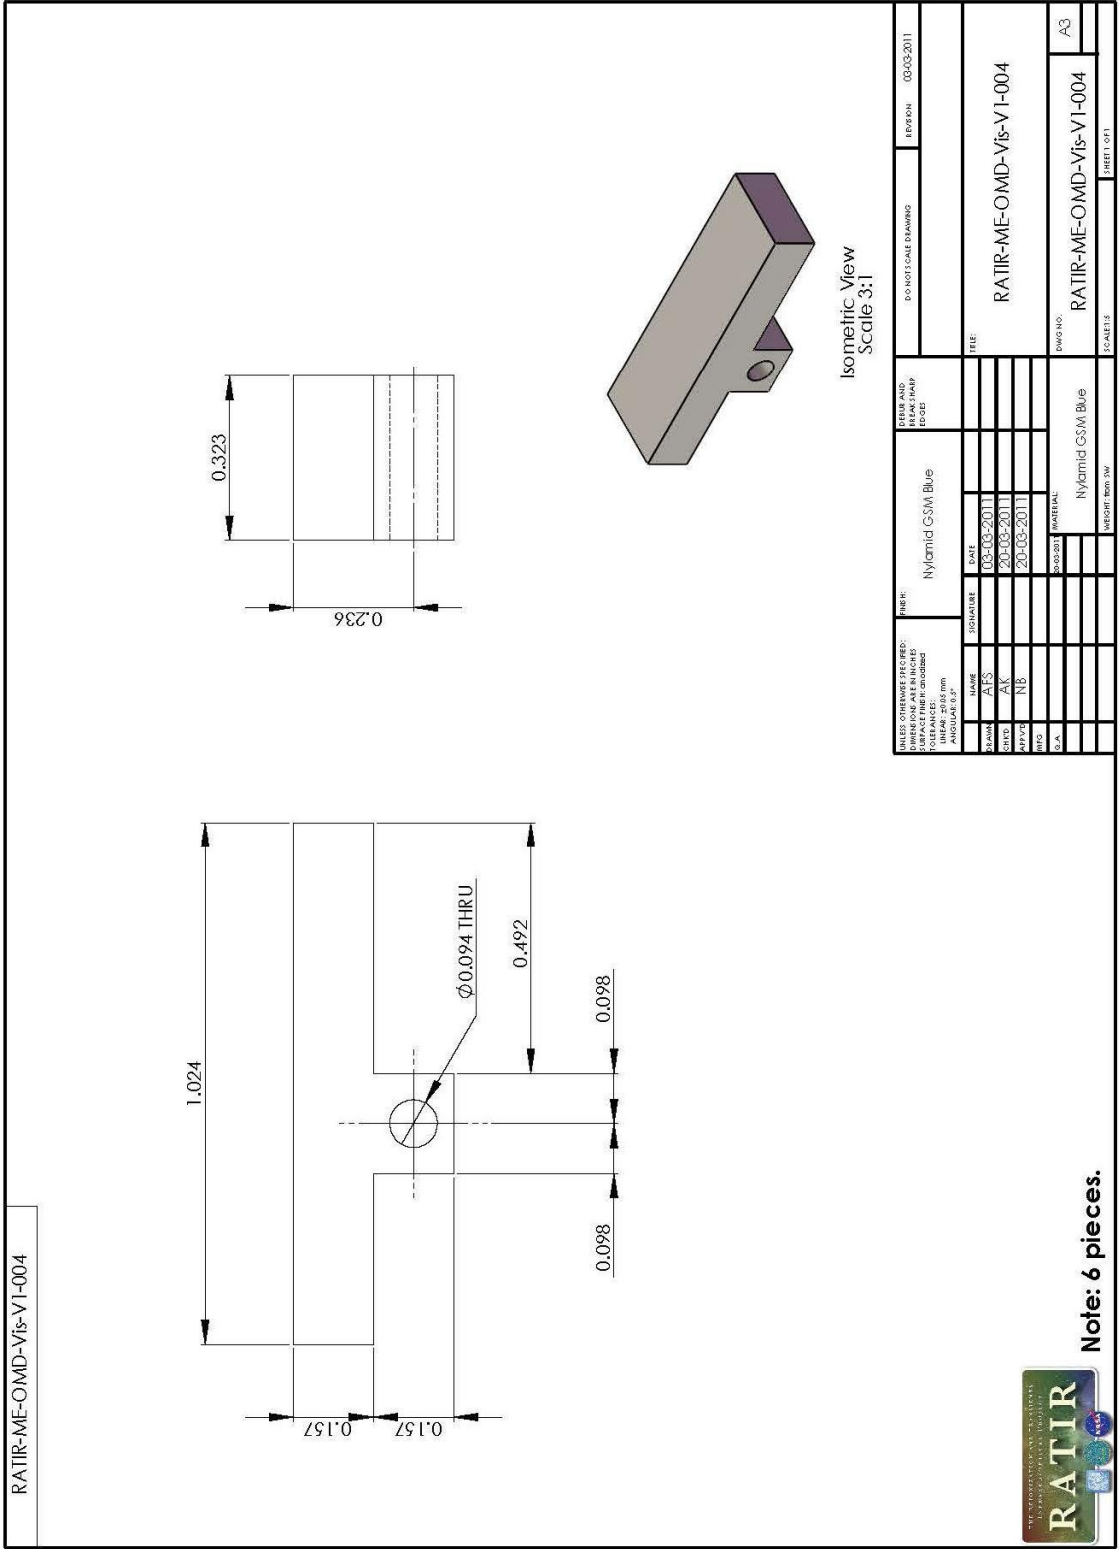 RATIR-ME-OMD-Vis-V1-004
1.024
0.157
0.157
Ø0.094 THRU
0.492
0.098
0.098
0.323
0.236
Isometric View
Scale 3:1
UNLESS OTHERWISE SPECIFIED:
DIMENSIONS ARE IN INCHES
SURFACE FINISH: anodized
TOLERANCES:
LINEAR: ±0.05 mm
ANGULAR: 0.5°
FINISH:
Nylamid GSM Blue
DEBUR AND
BREAK SHARP
EDGES
DO NOT SCALE DRAWING
REVISION 03-03-2011
NAME SIGNATURE DATE
DRAWN AFS 03-03-2011
CHK'D AK 20-03-2011
APPV'D NB 20-03-2011
MFG
Q.A 20-03-2011
TITLE:
RATIR-ME-OMD-Vis-V1-004
MATERIAL:
Nylamid GSM Blue
DWG NO.
RATIR-ME-OMD-Vis-V1-004
A3
WEIGHT: from SW
SCALE:1:5
SHEET 1 OF 1
RATIR
NASA
Note: 6 pieces.